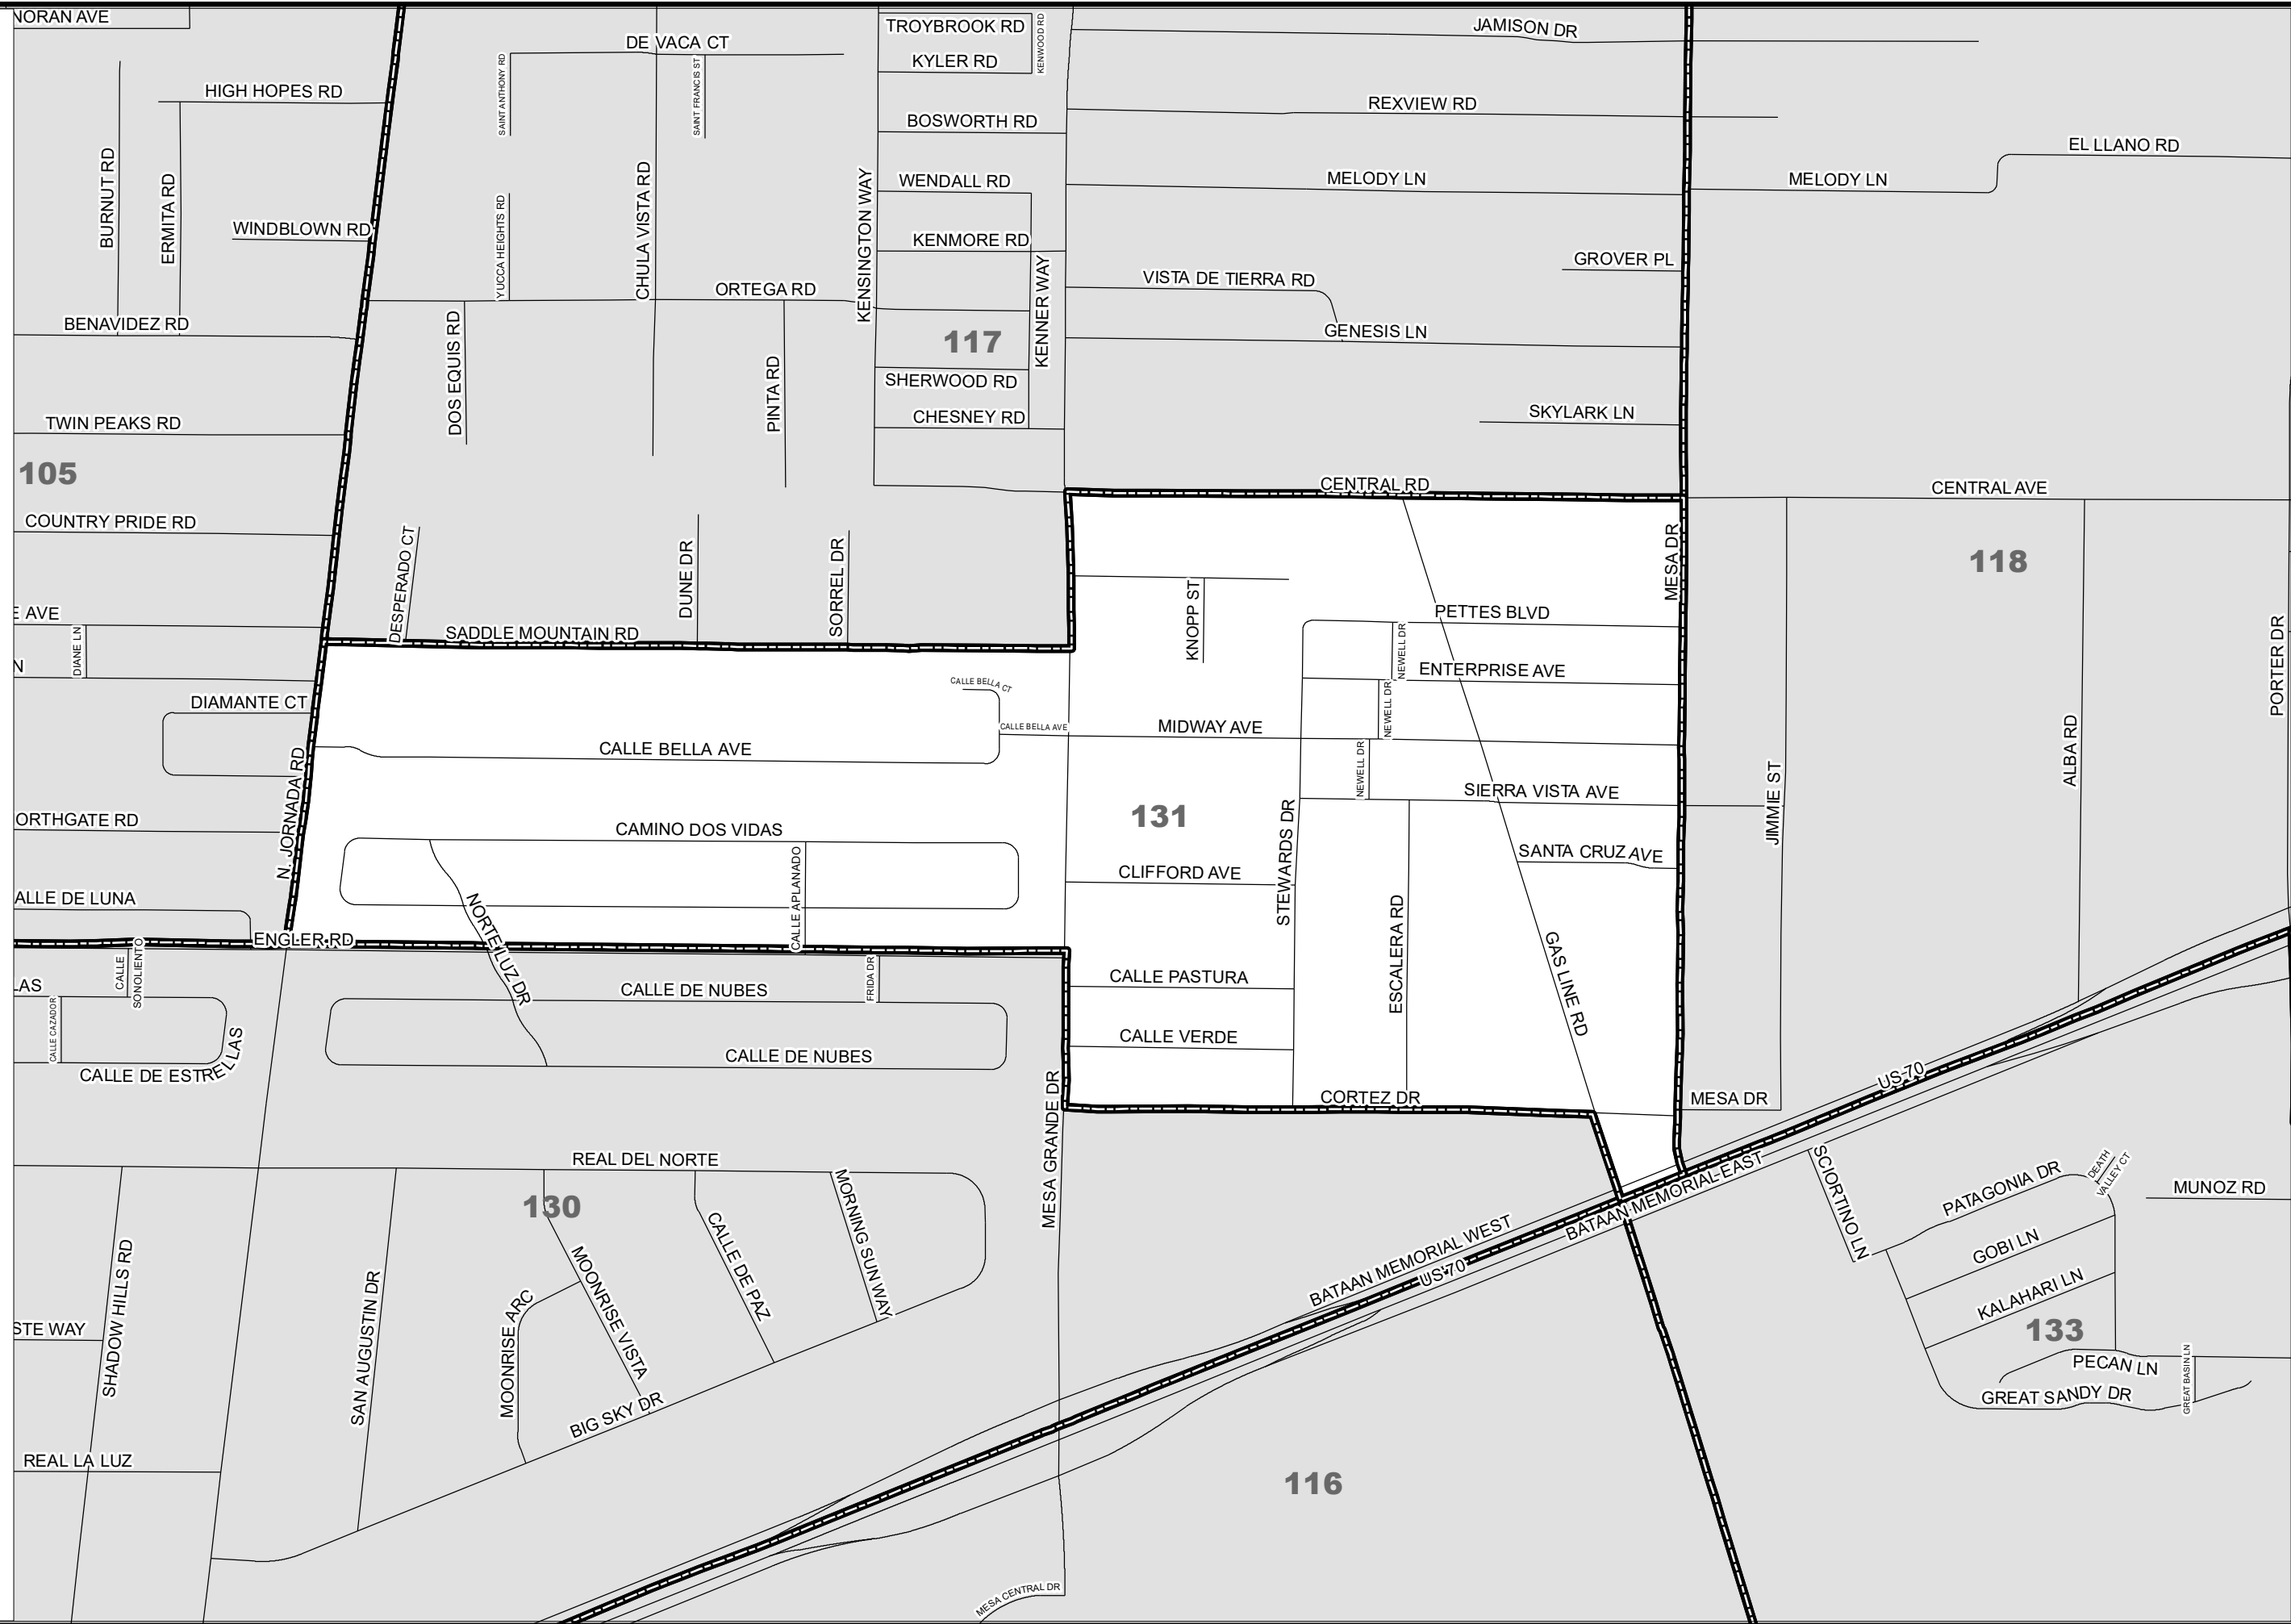 NORAN AVE
DE VACA CT
TROYBROOK RD
KENWOOD RD
JAMISON DR
KYLER RD
HIGH HOPES RD
SAINT ANTHONY RD
SAINT FRANCIS ST
REXVIEW RD
BOSWORTH RD
EL LLANO RD
BURNUT RD
ERMITA RD
WINDBLOWN RD
YUCCA HEIGHTS RD
CHULA VISTA RD
KENSINGTON WAY
WENDALL RD
MELODY LN
MELODY LN
KENMORE RD
GROVER PL
VISTA DE TIERRA RD
ORTEGA RD
BENAVIDEZ RD
DOS EQUIS RD
PINTA RD
117
KENNER WAY
GENESIS LN
SHERWOOD RD
CHESNEY RD
SKYLARK LN
TWIN PEAKS RD
105
CENTRAL RD
CENTRAL AVE
COUNTRY PRIDE RD
DESPERADO CT
DUNE DR
SORREL DR
MESA DR
118
E AVE
DIANE LN
N
SADDLE MOUNTAIN RD
KNOPP ST
PETTES BLVD
NEWELL DR
ENTERPRISE AVE
PORTER DR
DIAMANTE CT
CALLE BELLA CT
CALLE BELLA AVE
MIDWAY AVE
NEWELL DR
CALLE BELLA AVE
NEWELL DR
ALBA RD
N. JORNADA RD
SIERRA VISTA AVE
JIMMIE ST
131
ORTHGATE RD
CAMINO DOS VIDAS
STEWARDS DR
SANTA CRUZ AVE
CLIFFORD AVE
CALLE APLANADO
ALLE DE LUNA
NORTE LUZ DR
ESCALERA RD
GAS LINE RD
ENGLER RD
CALLE
SONOLIENTO
LAS
FRIDA DR
CALLE PASTURA
CALLE DE NUBES
CALLE CAZADOR
CALLE VERDE
CALLE DE NUBES
CALLE DE ESTRELLAS
US 70
CORTEZ DR
MESA DR
MESA GRANDE DR
REAL DEL NORTE
130
MORNING SUN WAY
BATAAN MEMORIAL EAST
SCIORTINO LN
PATAGONIA DR
DEATH
VALLEY CT
MUNOZ RD
SHADOW HILLS RD
CALLE DE PAZ
BATAAN MEMORIAL WEST
US 70
GOBI LN
MOONRISE VISTA
SAN AUGUSTIN DR
MOONRISE ARC
KALAHARI LN
STE WAY
133
PECAN LN
GREAT BASIN LN
GREAT SANDY DR
BIG SKY DR
REAL LA LUZ
116
MESA CENTRAL DR